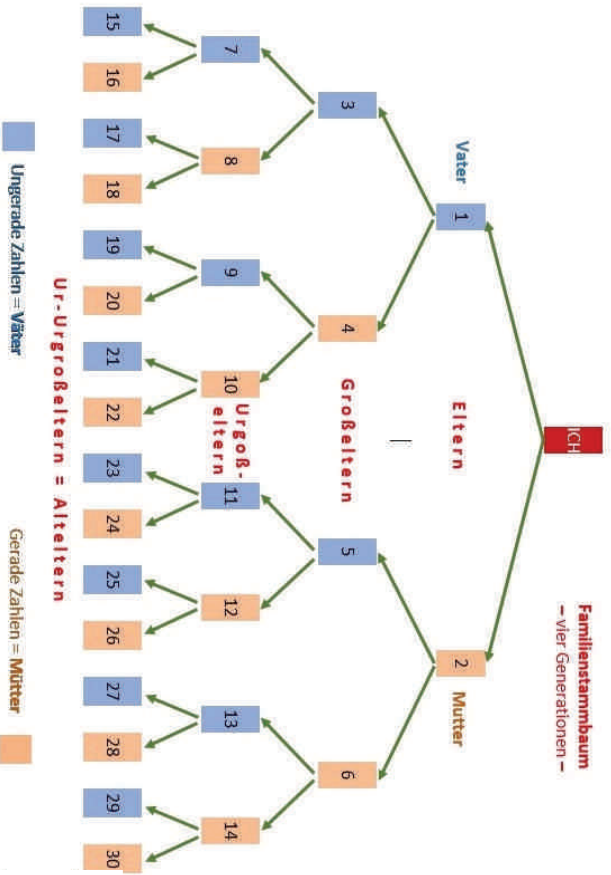 Familienstammbaum
– vier Generationen –
ICH
Eltern
Vater
1
2
Mutter
Großeltern
3
4
5
6
Urgoß-
eltern
7
8
9
10
11
12
13
14
15
16
17
18
19
20
21
22
23
24
25
26
27
28
29
30
Ur-Urgroßeltern = Alteltern
Ungerade Zahlen = Väter
Gerade Zahlen = Mütter